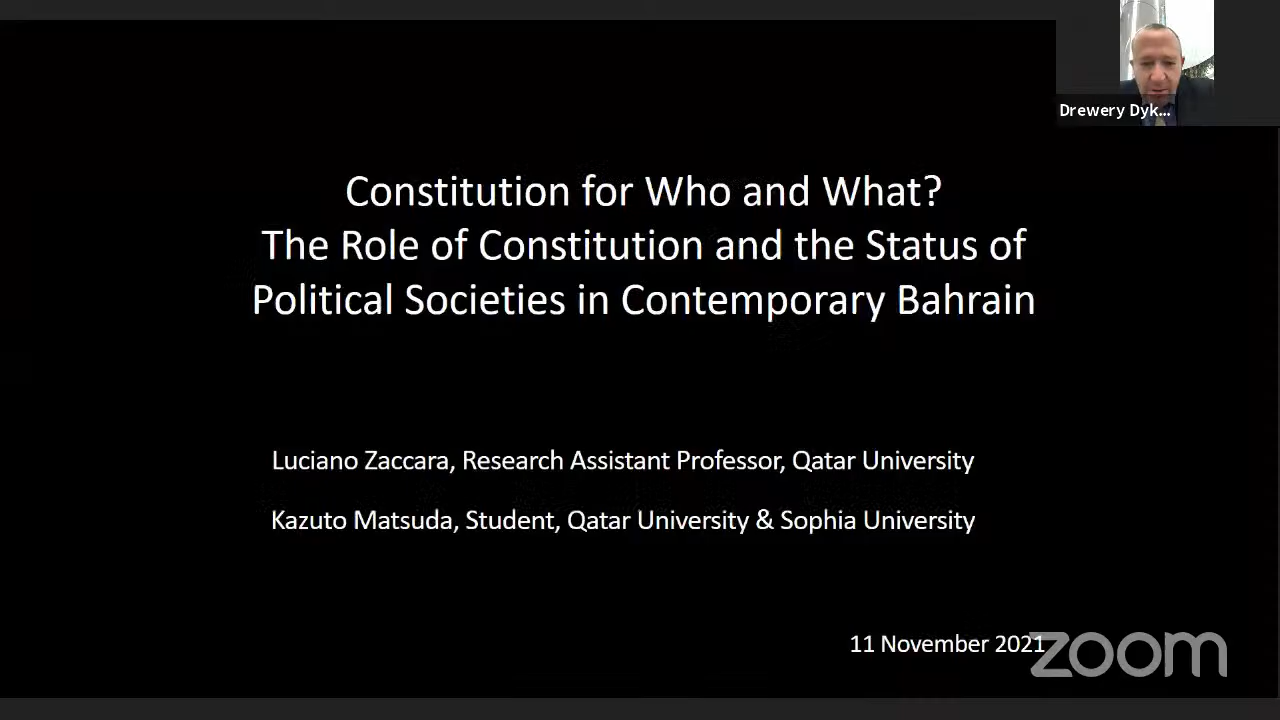 Drewery Dyk...
Constitution for Who and What?
The Role of Constitution and the Status of
Political Societies in Contemporary Bahrain
Luciano Zaccara, Research Assistant Professor, Qatar University
Kazuto Matsuda, Student, Qatar University & Sophia University
11 November 2021
zoom